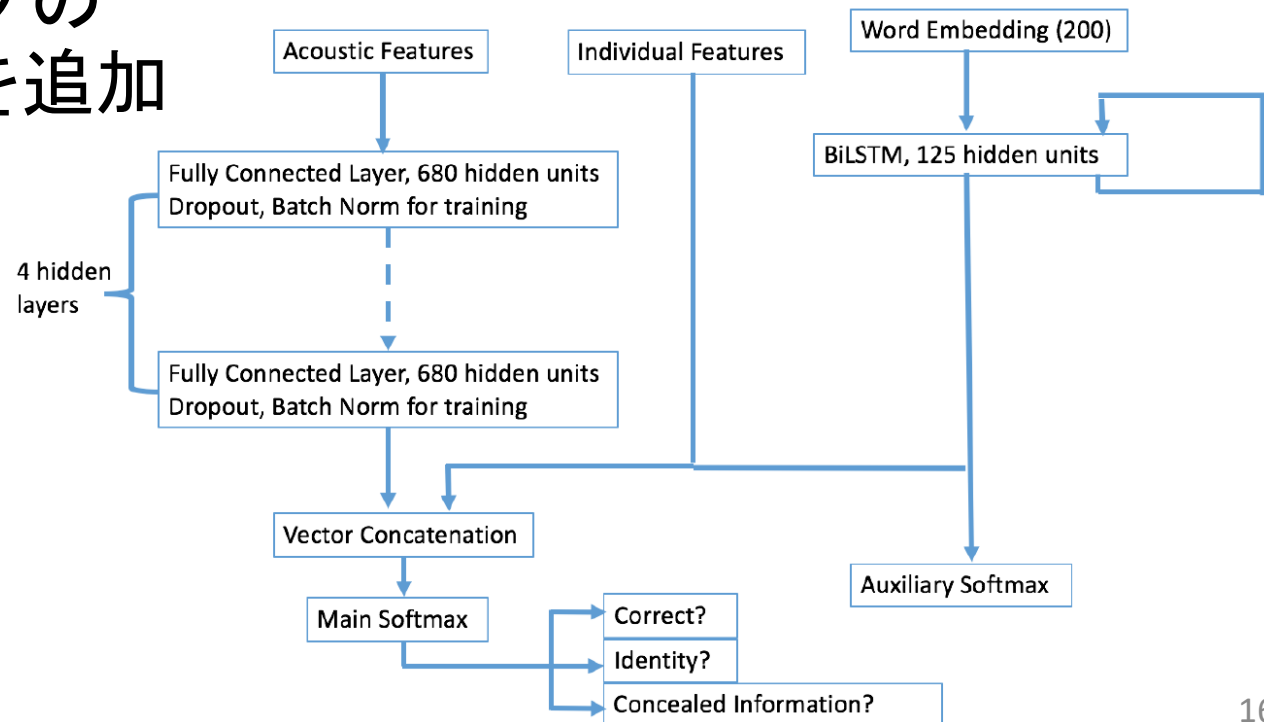 を追加
Acoustic Features
Individual Features
Word Embedding (200)
BiLSTM, 125 hidden units
Fully Connected Layer, 680 hidden units
Dropout, Batch Norm for training
4 hidden
layers
Fully Connected Layer, 680 hidden units
Dropout, Batch Norm for training
Vector Concatenation
Auxiliary Softmax
Main Softmax
Correct?
Identity?
Concealed Information?
16